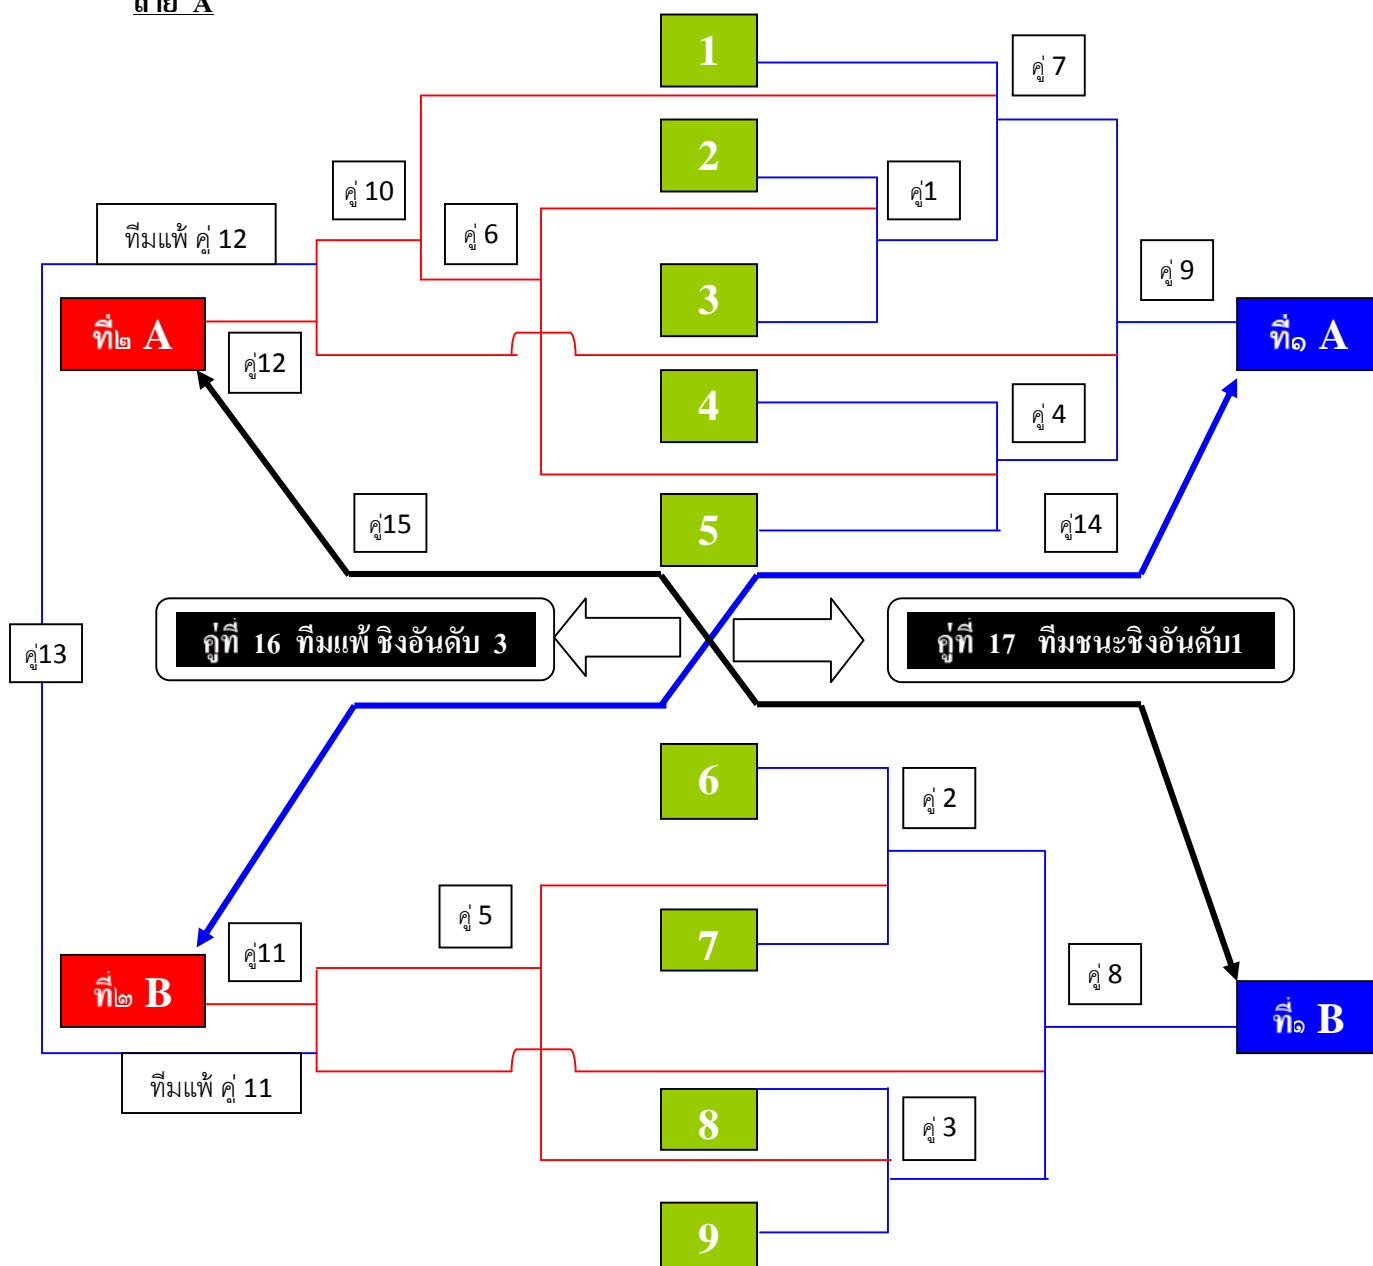 สาย A
1
คู่ 7
2
คู่ 10
คู่1
ทีมแพ้ คู่ 12
คู่ 6
3
คู่ 9
ที่๒ A
ที่๑ A
คู่12
4
คู่ 4
คู่15
5
คู่14
คู่ที่ 16 ทีมแพ้ ชิงอันดับ 3
คู่ที่ 17 ทีมชนะชิงอันดับ1
คู่13
6
คู่ 2
คู่ 5
7
คู่11
คู่ 8
ที่๒ B
ที่๑ B
ทีมแพ้ คู่ 11
8
คู่ 3
9